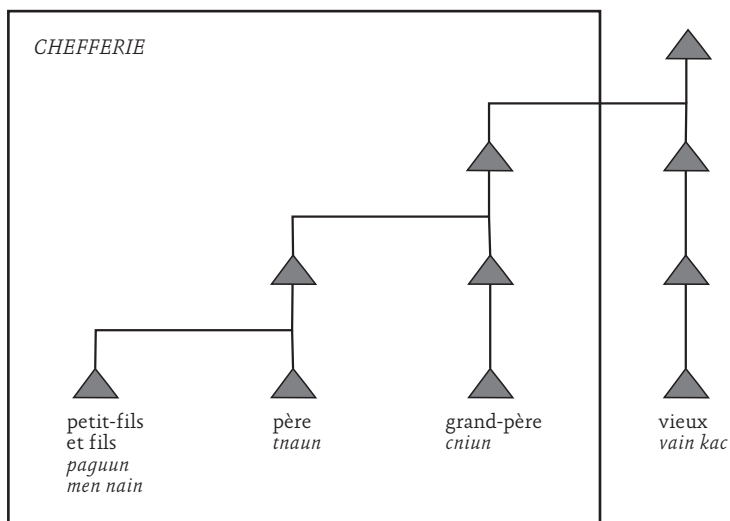 CHEFFERIE
petit-fils
et fils
paguun
men nain
père
tnaun
grand-père
cniun
vieux
vain kac